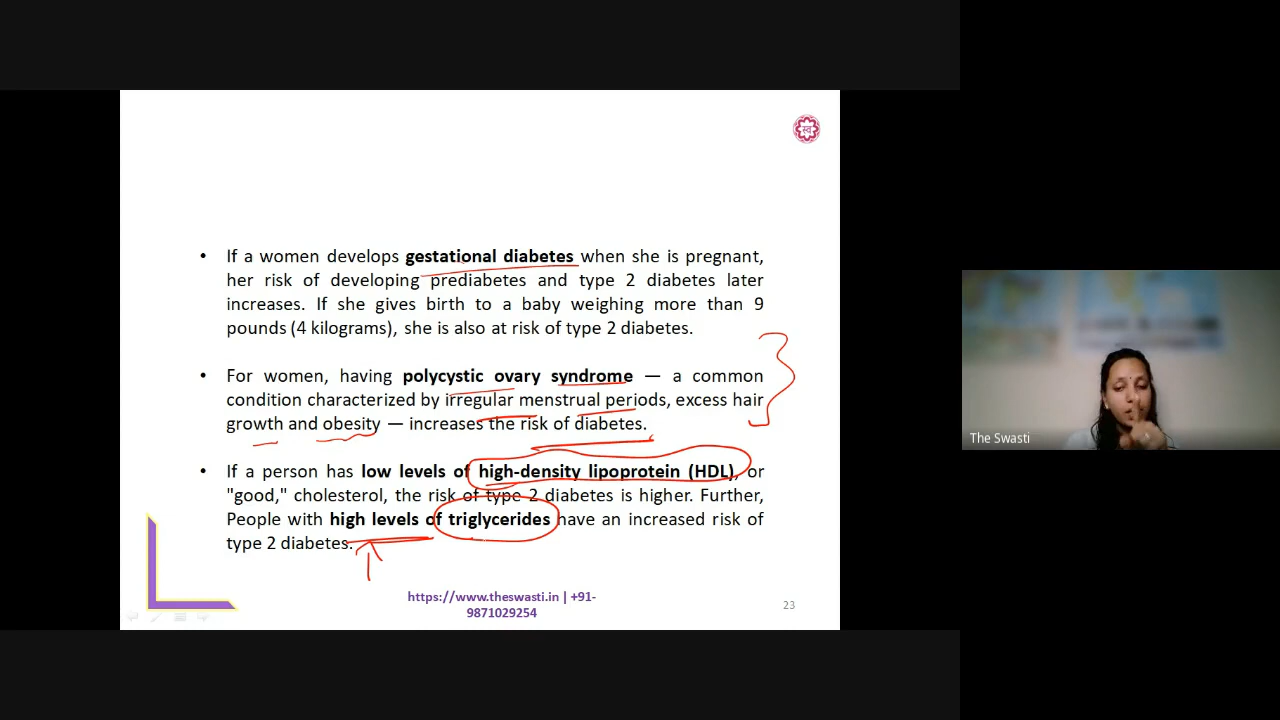 If a women develops gestational diabetes when she is pregnant,
her risk of developing prediabetes and type 2 diabetes later
increases. If she gives birth to a baby weighing more than 9
pounds (4 kilograms), she is also at risk of type 2 diabetes.
For women, having polycystic ovary syndrome — a common
condition characterized by irregular menstrual periods, excess hair
growth and obesity — increases the risk of diabetes.
If a person has low levels of high-density lipoprotein (HDL), or
"good," cholesterol, the risk of type 2 diabetes is higher. Further,
People with high levels of triglycerides have an increased risk of
type 2 diabetes.
https://www.theswasti.in | +91-
9871029254
23
The Swasti